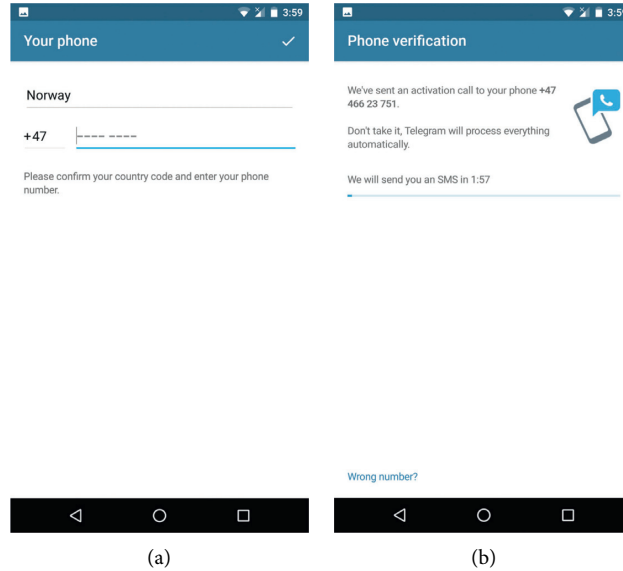 3:59
Your phone
Norway
+47
---- ----
Please confirm your country code and enter your phone
number.
(a)
3:59
Phone verification
We've sent an activation call to your phone +47
466 23 751.
Don't take it, Telegram will process everything
automatically.
We will send you an SMS in 1:57
Wrong number?
(b)